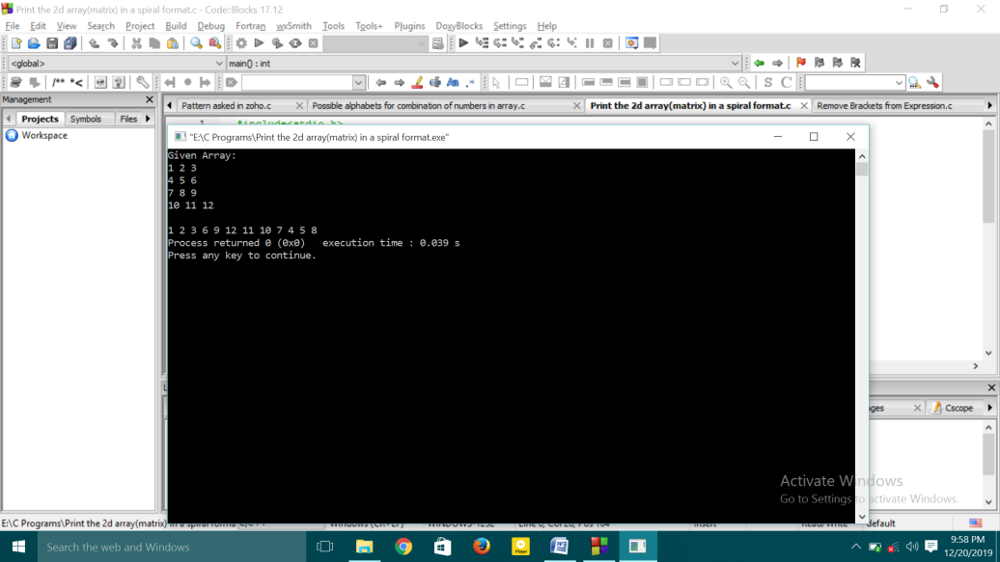 Print the 2d array(matrix) in a spiral format.c - Code::Blocks 17.12
File Edit View Search Project Build Debug Fortran wxSmith Tools Tools+ Plugins DoxyBlocks Settings Help
<global> main() : int
/** *<
S C
Management
Pattern asked in zoho.c Possible alphabets for combination of numbers in array.c Print the 2d array(matrix) in a spiral format.c Remove Brackets from Expression.c
Projects Symbols Files
1 #include<stdio.h>
Workspace
"E:\C Programs\Print the 2d array(matrix) in a spiral format.exe"
Given Array:
1 2 3
4 5 6
7 8 9
10 11 12
1 2 3 6 9 12 11 10 7 4 5 8
Process returned 0 (0x0) execution time : 0.039 s
Press any key to continue.
Cscope
Activate Windows
Go to Settings to activate Windows.
E:\C Programs\Print the 2d array(matrix) in a spiral forma default
Search the web and Windows
9:58 PM
12/20/2019